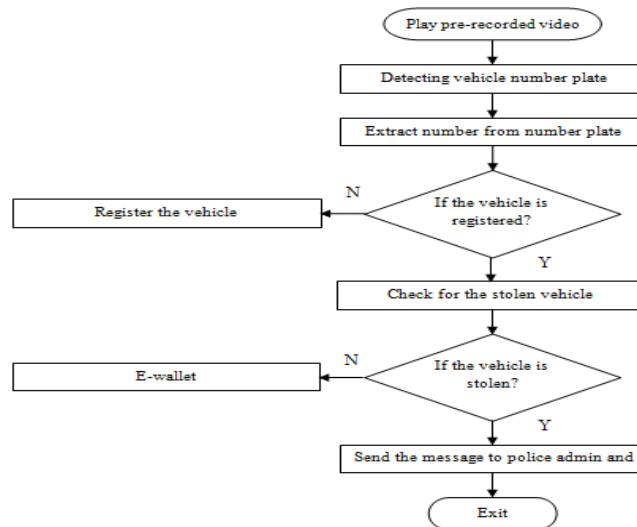 Play pre-recorded video
Detecting vehicle number plate
Extract number from number plate
If the vehicle is
registered?
N
Register the vehicle
Y
Check for the stolen vehicle
If the vehicle is
stolen?
N
E-wallet
Y
Send the message to police admin and
Exit